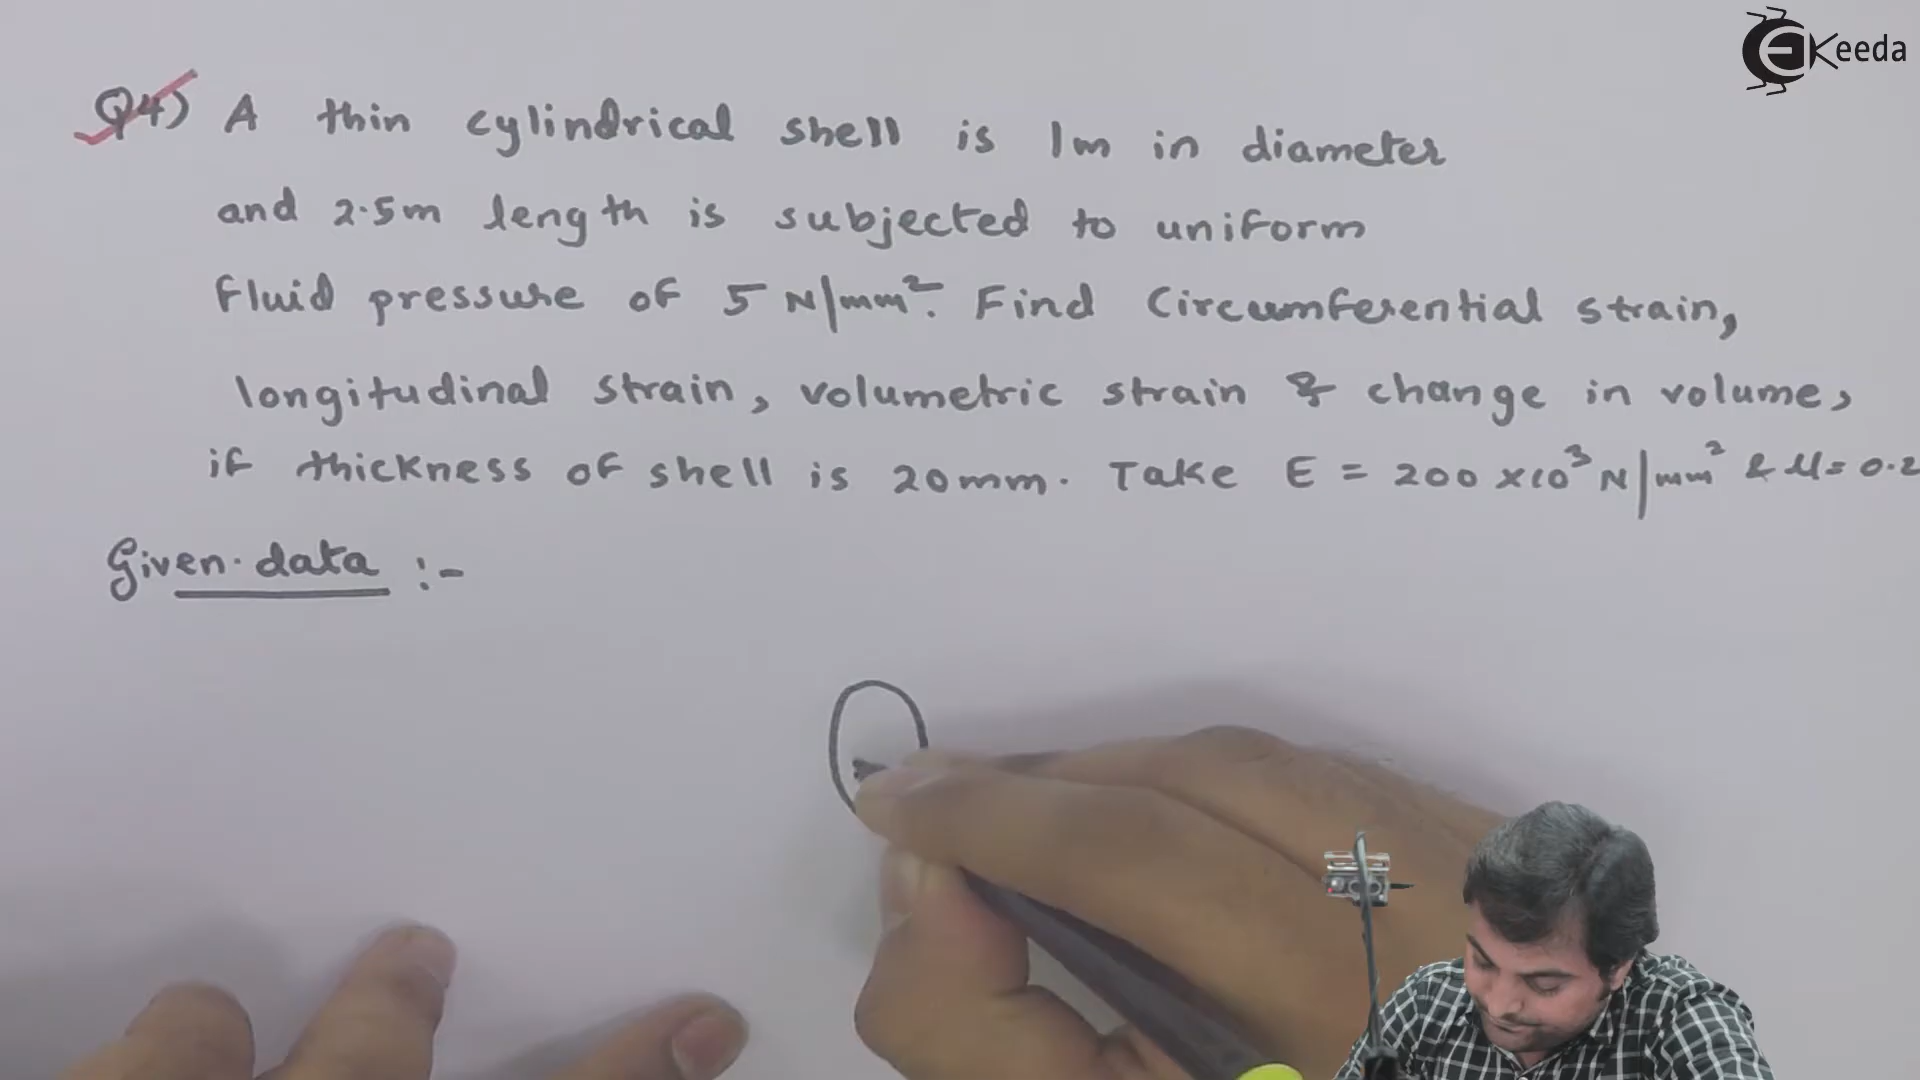 EKeeda
Q4) A thin cylindrical shell is 1m in diameter
and 2.5m length is subjected to uniform
fluid pressure of 5 N/mm². Find Circumferential strain,
longitudinal strain, volumetric strain & change in volume,
if thickness of shell is 20mm. Take E = 200 x10³ N/mm² & μ= 0.2
Given data :-